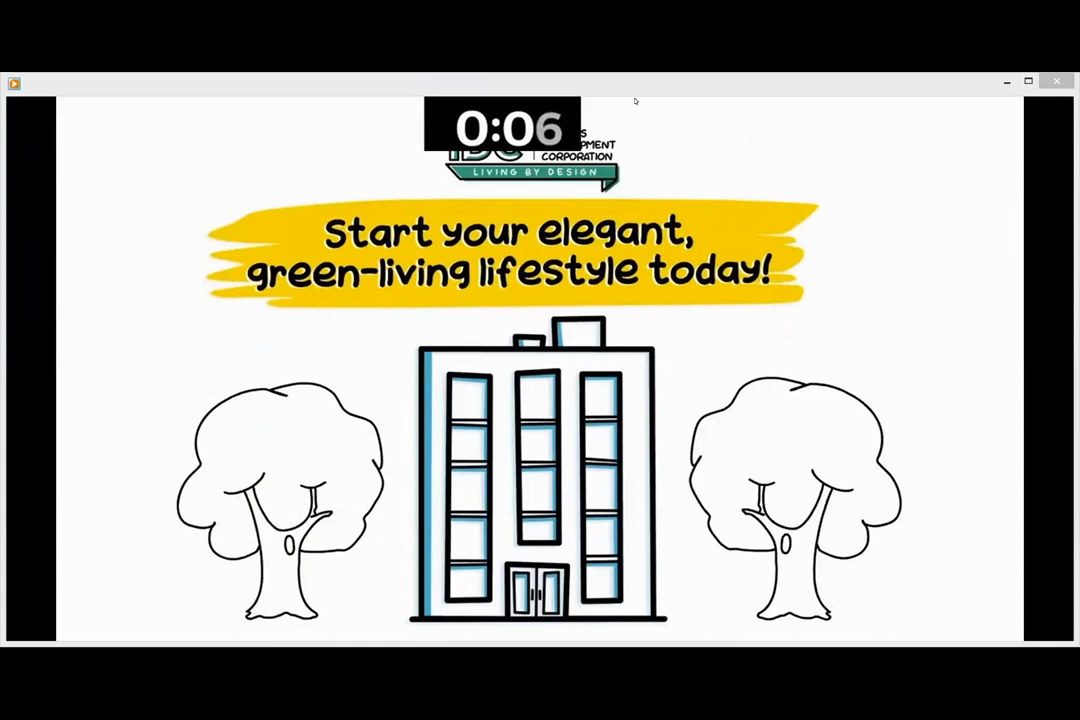 0:06
CORPORATION
LIVING BY DESIGN
Start your elegant,
green-living lifestyle today!